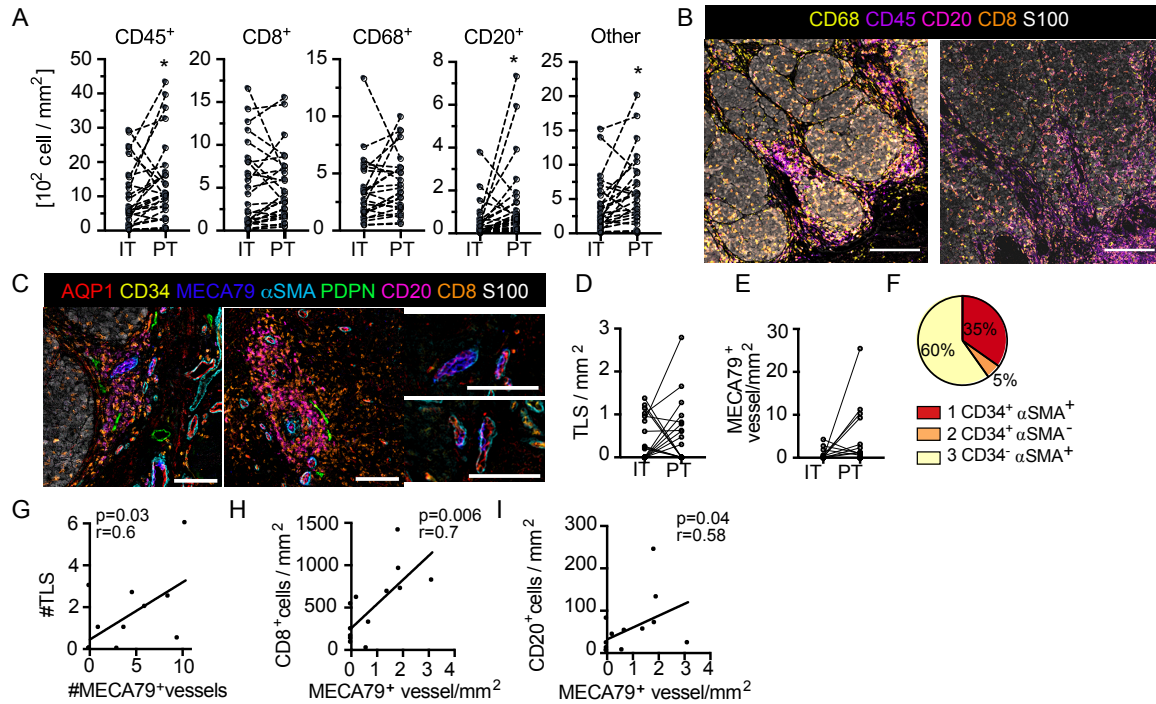 A
CD45+ CD8+ CD68+ CD20+ Other
[10² cell / mm²]
50 40 30 20 10 0
20 15 10 5 0
15 10 5 0
8 6 4 2 0
25 20 15 10 5 0
IT PT IT PT IT PT IT PT IT PT
* * *
B
CD68 CD45 CD20 CD8 S100
C
AQP1 CD34 MECA79 αSMA PDPN CD20 CD8 S100
D
TLS / mm²
3 2 1 0
IT PT
E
MECA79+
vessel/mm²
30 20 10 0
IT PT
F
35%
60%
5%
1 CD34+ αSMA+
2 CD34+ αSMA-
3 CD34- αSMA+
G
p=0.03
r=0.6
#TLS
6 4 2 0
0 5 10
#MECA79+vessels
H
p=0.006
r=0.7
CD8+cells / mm²
1500 1000 500 0
0 1 2 3 4
MECA79+ vessel/mm²
I
p=0.04
r=0.58
CD20+cells / mm²
300 200 100 0
0 1 2 3 4
MECA79+ vessel/mm²